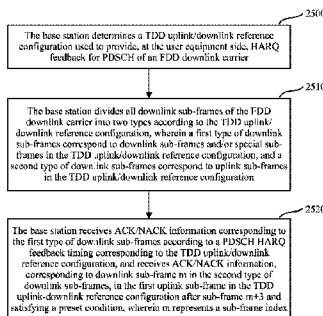 2500
The base station determines a TDD uplink/downlink reference
configuration used to provide, at the user equipment side, HARQ
feedback for PDSCH of an FDD downlink carrier
2510
The base station divides all downlink sub-frames of the FDD
downlink carrier into two types according to the TDD uplink/
downlink reference configuration, wherein a first type of downlink
sub-frames correspond to downlink sub-frames and/or special sub-
frames in the TDD uplink/downlink reference configuration, and a
second type of downlink sub-frames correspond to uplink sub-frames
in the TDD uplink/downlink reference configuration
2520
The base station receives ACK/NACK information corresponding to
the first type of downlink sub-frames according to a PDSCH HARQ
feedback timing corresponding to the TDD uplink/downlink
reference configuration, and receives ACK/NACK information,
corresponding to downlink sub-frame m in the second type of
downlink sub-frames, in the first uplink sub-frame in the TDD
uplink-downlink reference configuration after sub-frame m+3 and
satisfying a preset condition, wherein m represents a sub-frame index